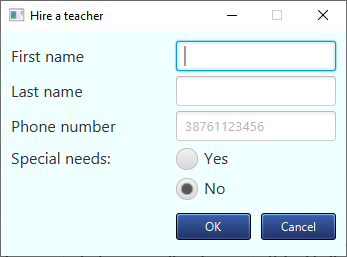 Hire a teacher
First name
Last name
Phone number 38761123456
Special needs: Yes
No
OK Cancel